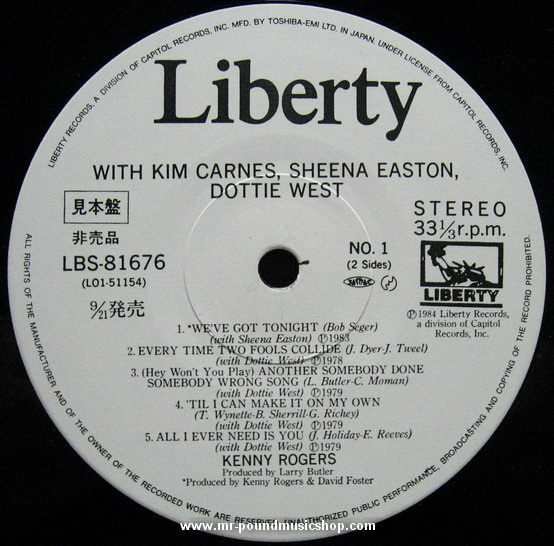 LIBERTY RECORDS, A DIVISION OF CAPITOL RECORDS, INC. MFD. BY TOSHIBA-EMI LTD. IN JAPAN, UNDER LICENSE FROM CAPITOL RECORDS, INC.
Liberty
WITH KIM CARNES, SHEENA EASTON,
DOTTIE WEST
見本盤
非売品
LBS-81676
(LO1-51154)
9/21発売
NO. 1
(2 Sides)
STEREO
33⅓r.p.m.
LIBERTY
Ⓟ1984 Liberty Records,
a division of Capitol
Records, Inc.
1. *WE'VE GOT TONIGHT (Bob Seger)
(with Sheena Easton) Ⓟ1983
2. EVERY TIME TWO FOOLS COLLIDE (J. Dyer-J. Tweel)
(with Dottie West) Ⓟ1978
3. (Hey Won't You Play) ANOTHER SOMEBODY DONE
SOMEBODY WRONG SONG (L. Butler-C. Moman)
(with Dottie West) Ⓟ1979
4. 'TIL I CAN MAKE IT ON MY OWN
(T. Wynette-B. Sherrill-G. Richey)
(with Dottie West) Ⓟ1979
5. ALL I EVER NEED IS YOU (J. Holiday-E. Reeves)
(with Dottie West) Ⓟ1979
KENNY ROGERS
Produced by Larry Butler
*Produced by Kenny Rogers & David Foster
ALL RIGHTS OF THE MANUFACTURER AND OF THE OWNER OF THE RECORDED WORK ARE RESERVED. UNAUTHORIZED PUBLIC PERFORMANCE, BROADCASTING AND COPYING OF THE RECORD PROHIBITED.
www.mr-poundmusicshop.com